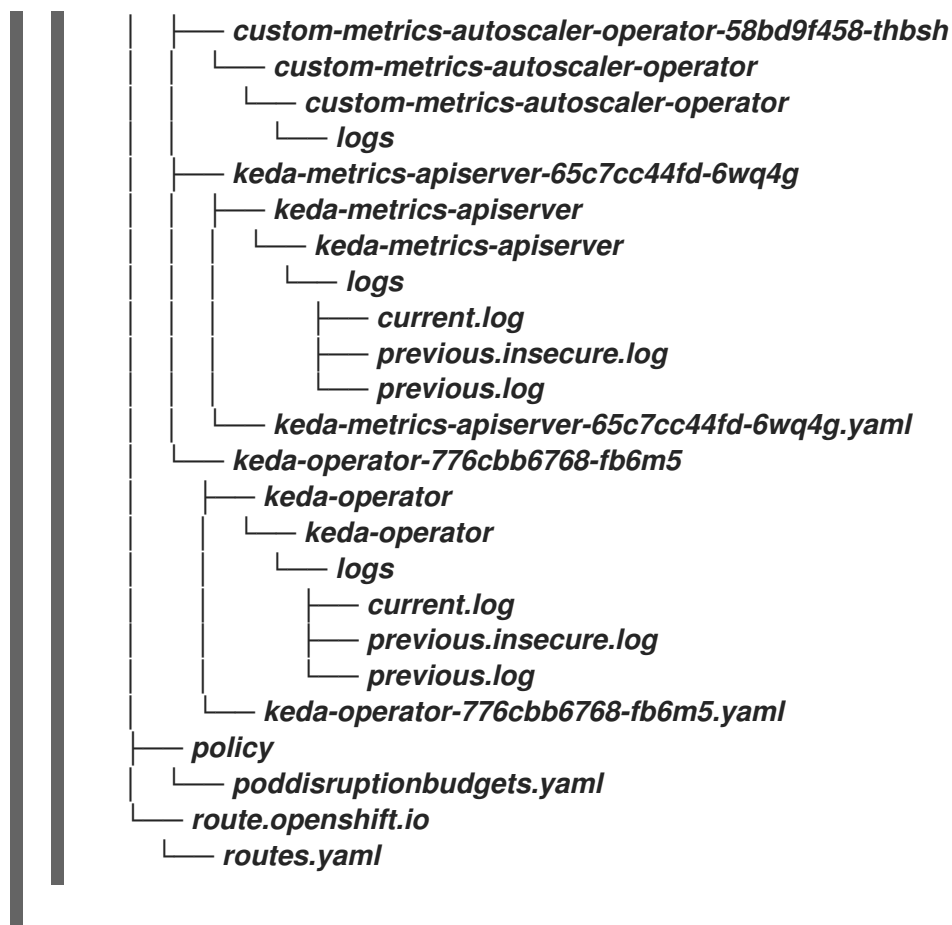 │   ├── custom-metrics-autoscaler-operator-58bd9f458-thbsh
│   │   └── custom-metrics-autoscaler-operator
│   │       └── custom-metrics-autoscaler-operator
│   │           └── logs
│   ├── keda-metrics-apiserver-65c7cc44fd-6wq4g
│   │   ├── keda-metrics-apiserver
│   │   │   └── keda-metrics-apiserver
│   │   │       └── logs
│   │   │           ├── current.log
│   │   │           ├── previous.insecure.log
│   │   │           └── previous.log
│   │   └── keda-metrics-apiserver-65c7cc44fd-6wq4g.yaml
│   └── keda-operator-776cbb6768-fb6m5
│       ├── keda-operator
│       │   └── keda-operator
│       │       └── logs
│       │           ├── current.log
│       │           ├── previous.insecure.log
│       │           └── previous.log
│       └── keda-operator-776cbb6768-fb6m5.yaml
├── policy
│   └── poddisruptionbudgets.yaml
└── route.openshift.io
    └── routes.yaml